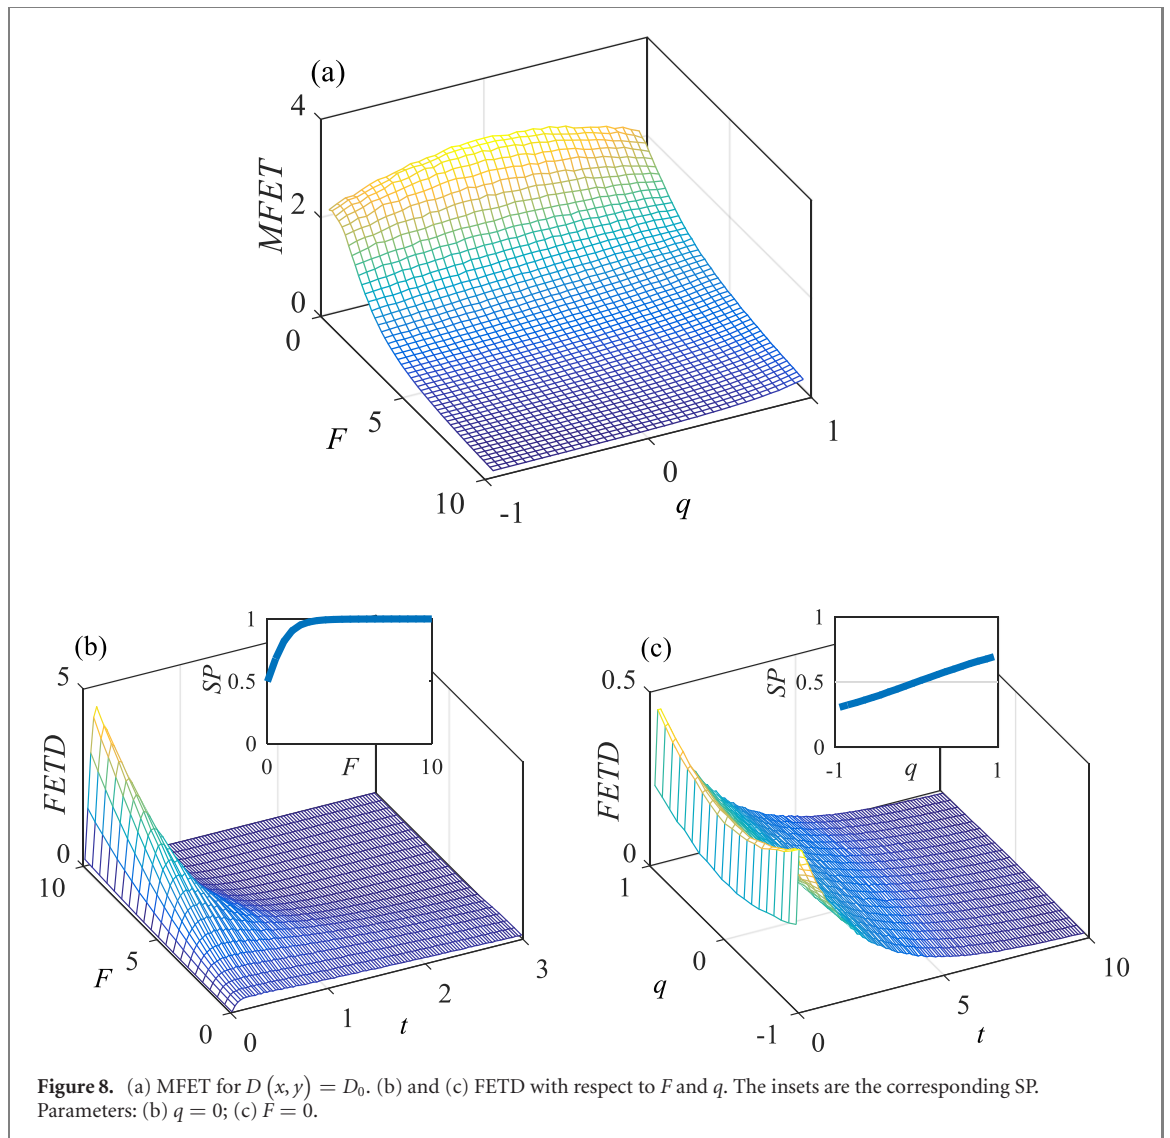 (a)
4
2
0
MFET
0
5
10
F
-1
0
1
q
(b)
5
0
FETD
10
5
0
F
0
1
2
3
t
1
0.5
0
SP
0
F
10
(c)
0.5
0
FETD
1
0
-1
q
0
5
10
t
1
0.5
0
SP
-1
q
1
Figure 8. (a) MFET for D (x, y) = D₀. (b) and (c) FETD with respect to F and q. The insets are the corresponding SP.
Parameters: (b) q = 0; (c) F = 0.